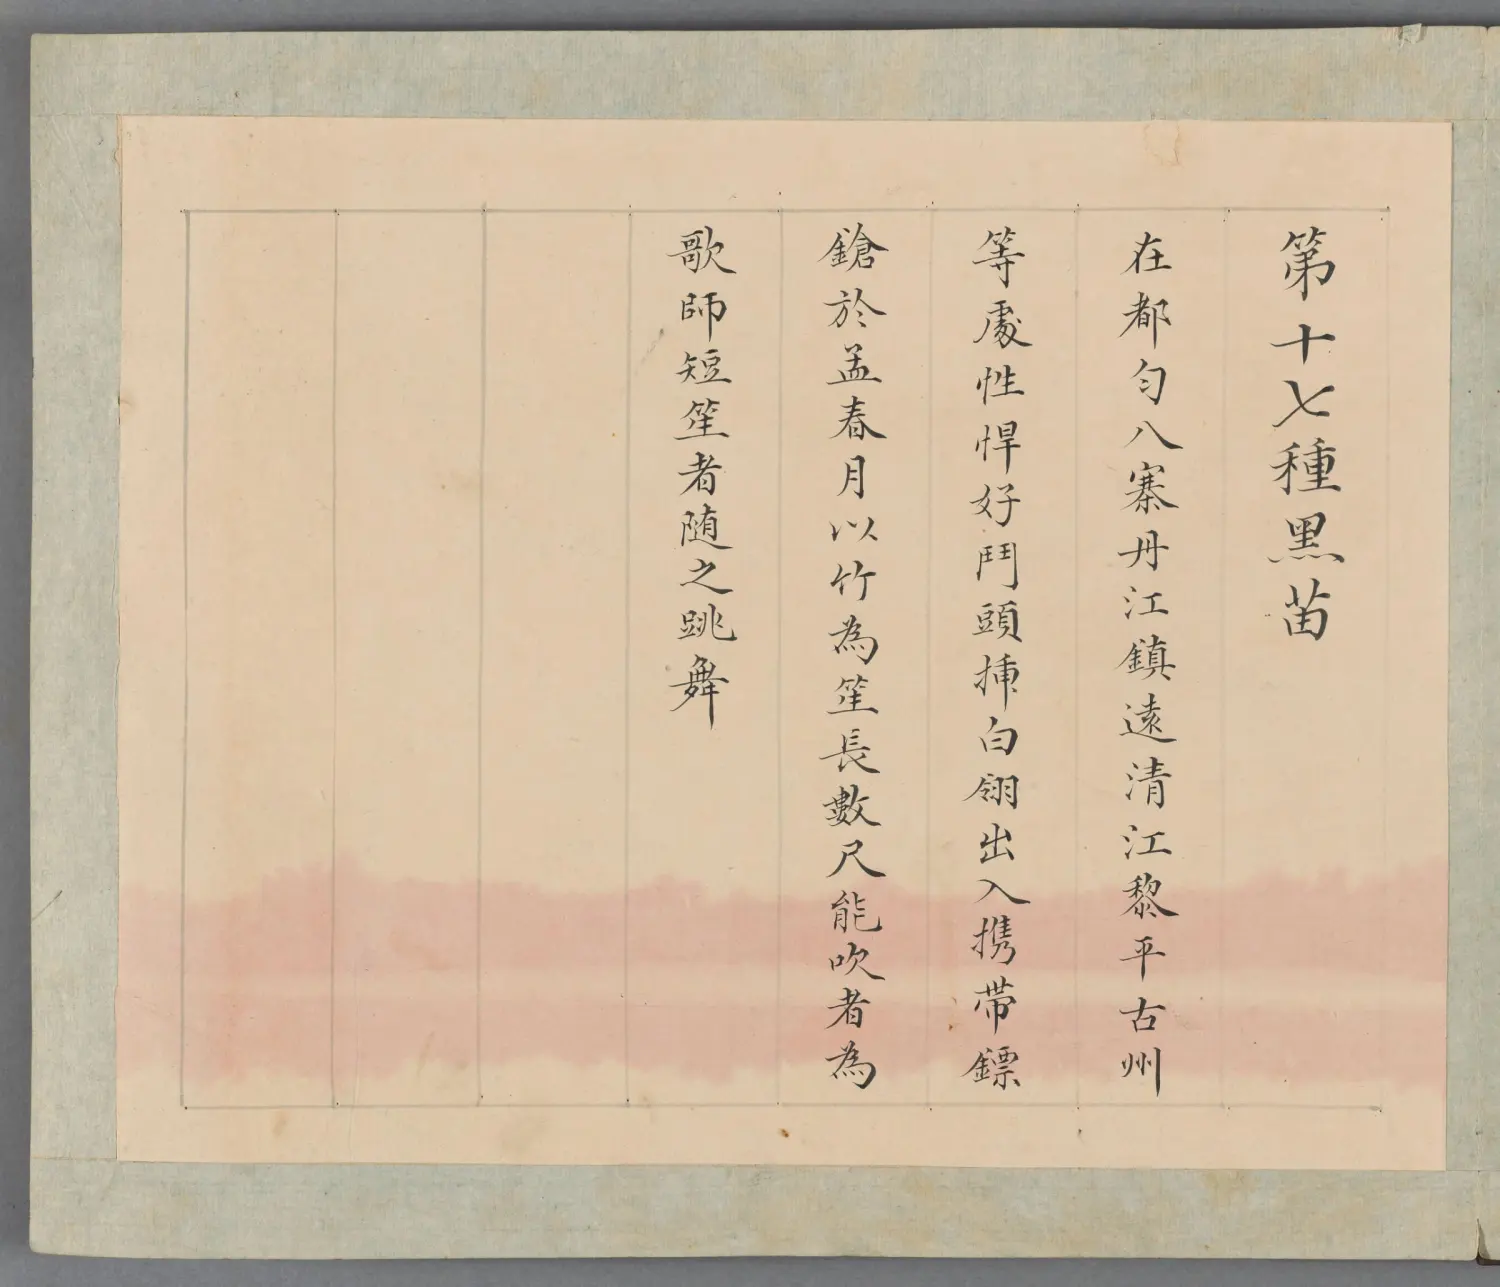 第十七種黑苗
在都匀八寨丹江鎮遠清江黎平古州
等處性悍好鬥頭揷白翎出入携帶鏢
鎗於孟春月以竹為笙長數尺能吹者為
歌師短笙者随之跳舞